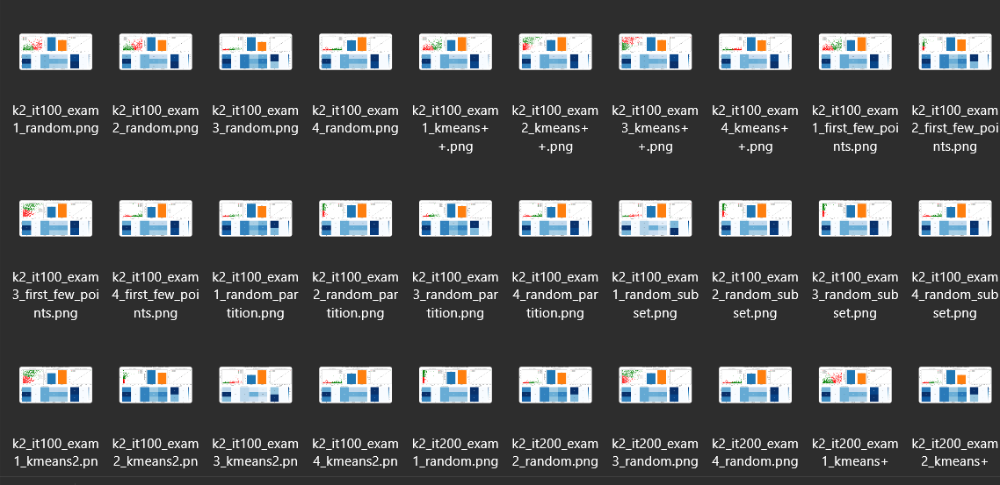 k2_it100_exam k2_it100_exam k2_it100_exam k2_it100_exam k2_it100_exam k2_it100_exam k2_it100_exam k2_it100_exam k2_it100_exam k2_it100_exam
1_random.png 2_random.png 3_random.png 4_random.png 1_kmeans+ 2_kmeans+ 3_kmeans+ 4_kmeans+ 1_first_few_poi 2_first_few_poi
+.png +.png +.png +.png nts.png nts.png
k2_it100_exam k2_it100_exam k2_it100_exam k2_it100_exam k2_it100_exam k2_it100_exam k2_it100_exam k2_it100_exam k2_it100_exam k2_it100_exam
3_first_few_poi 4_first_few_poi 1_random_par 2_random_par 3_random_par 4_random_par 1_random_sub 2_random_sub 3_random_sub 4_random_sub
nts.png nts.png tition.png tition.png tition.png tition.png set.png set.png set.png set.png
k2_it100_exam k2_it100_exam k2_it100_exam k2_it100_exam k2_it200_exam k2_it200_exam k2_it200_exam k2_it200_exam k2_it200_exam k2_it200_exam
1_kmeans2.pn 2_kmeans2.pn 3_kmeans2.pn 4_kmeans2.pn 1_random.png 2_random.png 3_random.png 4_random.png 1_kmeans+ 2_kmeans+